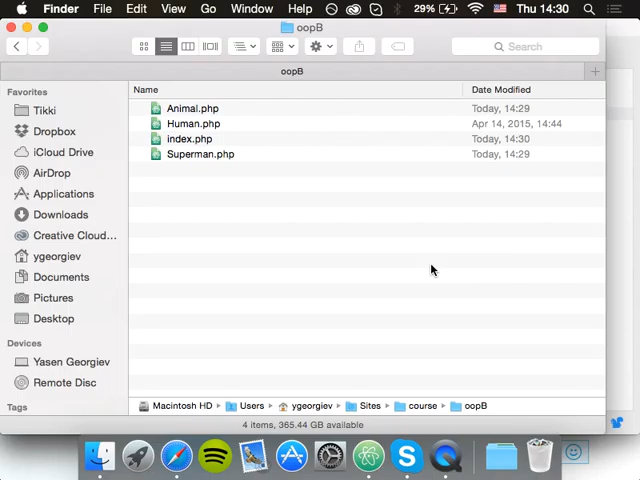 Finder File Edit View Go Window Help 29% Thu 14:30
oopB
Search
oopB
Name Date Modified
Favorites
Tikki
Dropbox
iCloud Drive
AirDrop
Applications
Downloads
Creative Cloud...
ygeorgiev
Documents
Pictures
Desktop
Devices
Yasen Georgiev
Remote Disc
Tags
Animal.php Today, 14:29
Human.php Apr 14, 2015, 14:44
index.php Today, 14:30
Superman.php Today, 14:29
Macintosh HD Users ygeorgiev Sites course oopB
4 items, 365.44 GB available